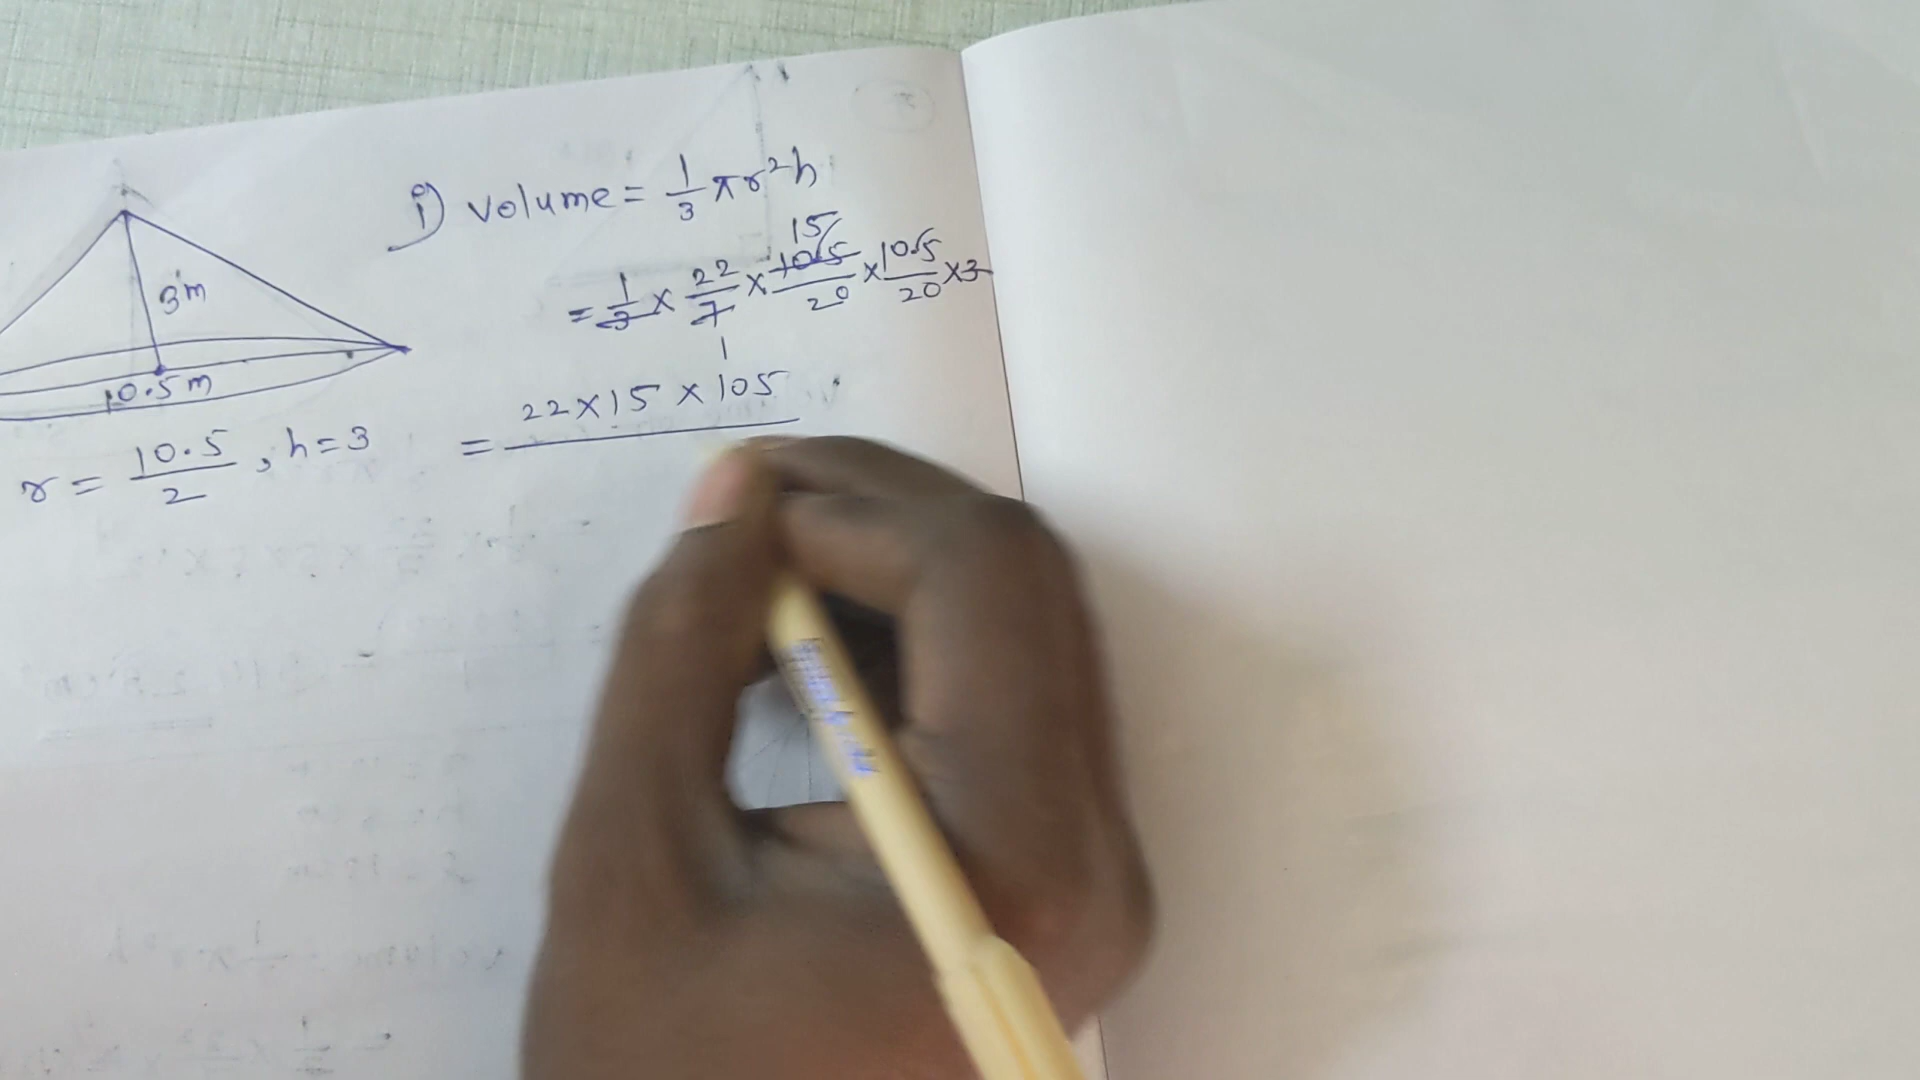 i) volume = 1/3 πr²h
15
= 1/3 × 22/7 × 10.5/20 × 10.5/20 × 3
1
3m
10.5m
= 22×15×105
r = 10.5/2, h=3